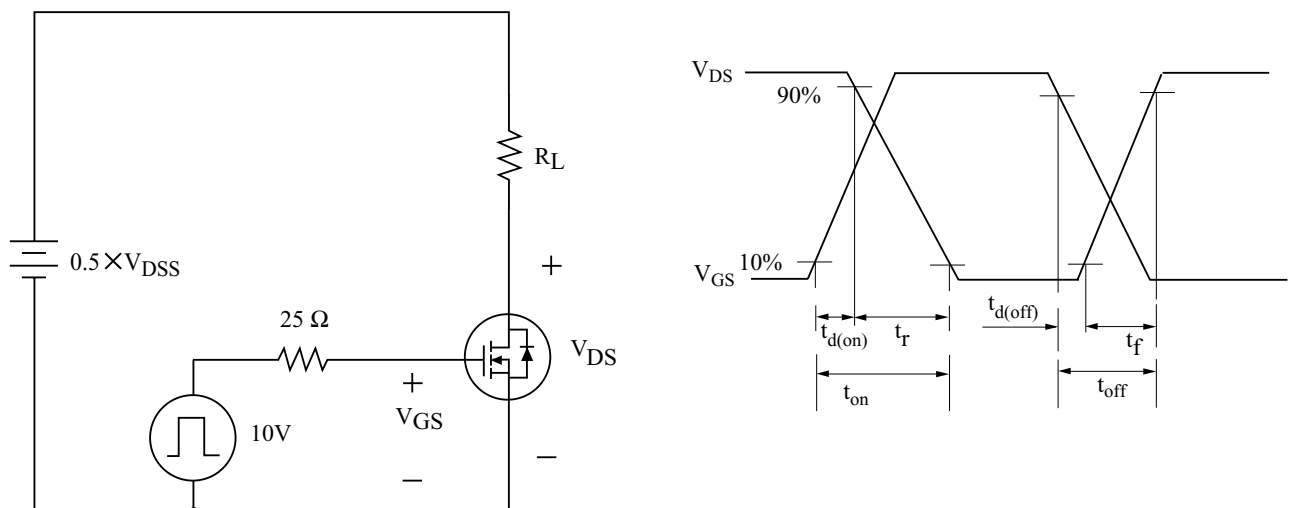 R_L
0.5 × V_DSS
25 Ω
+
V_DS
+
V_GS
10V
−
−
V_DS
90%
V_GS
10%
t_d(on)
t_r
t_on
t_d(off)
t_f
t_off